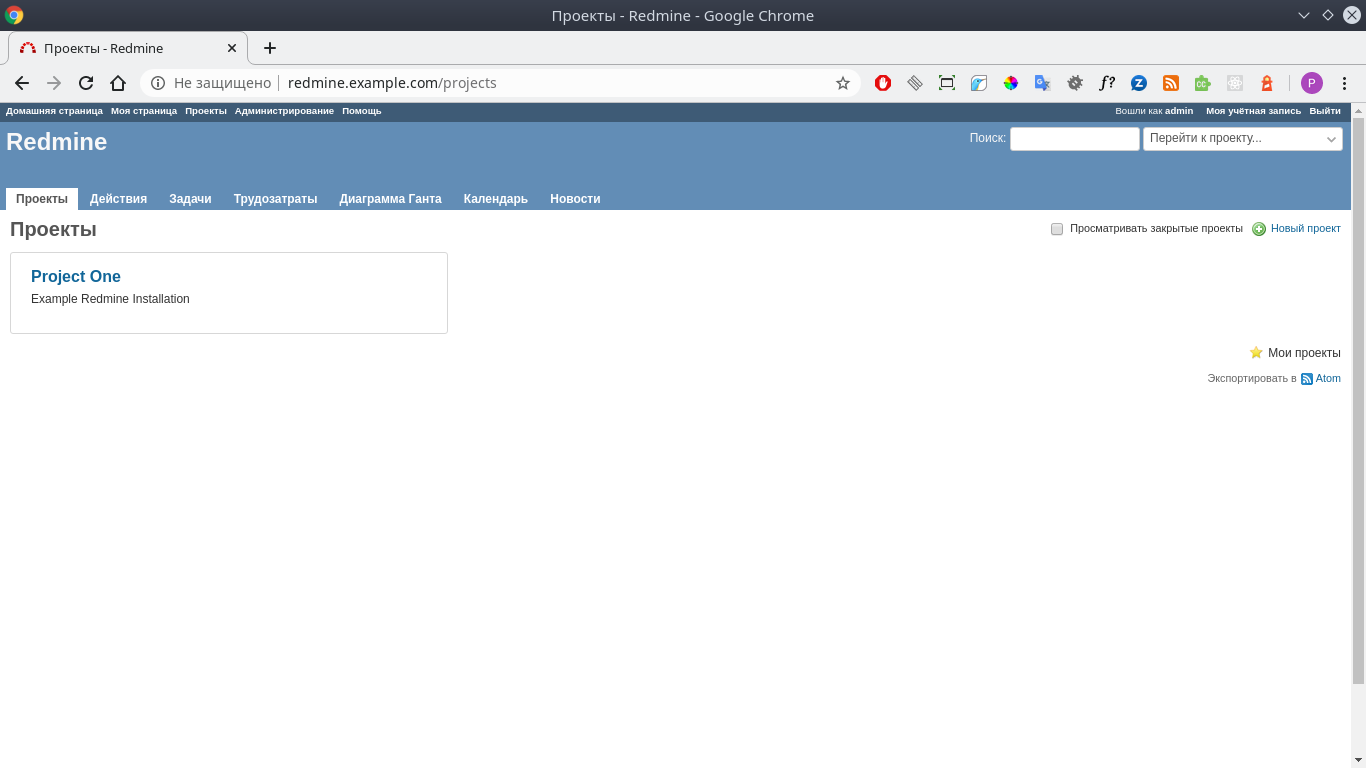 Проекты - Redmine - Google Chrome
Проекты - Redmine
Не защищено redmine.example.com/projects
Домашняя страница Моя страница Проекты Администрирование Помощь Вошли как admin Моя учётная запись Выйти
Redmine Поиск: Перейти к проекту...
Проекты Действия Задачи Трудозатраты Диаграмма Ганта Календарь Новости
Проекты Просматривать закрытые проекты Новый проект
Project One
Example Redmine Installation
Мои проекты
Экспортировать в Atom